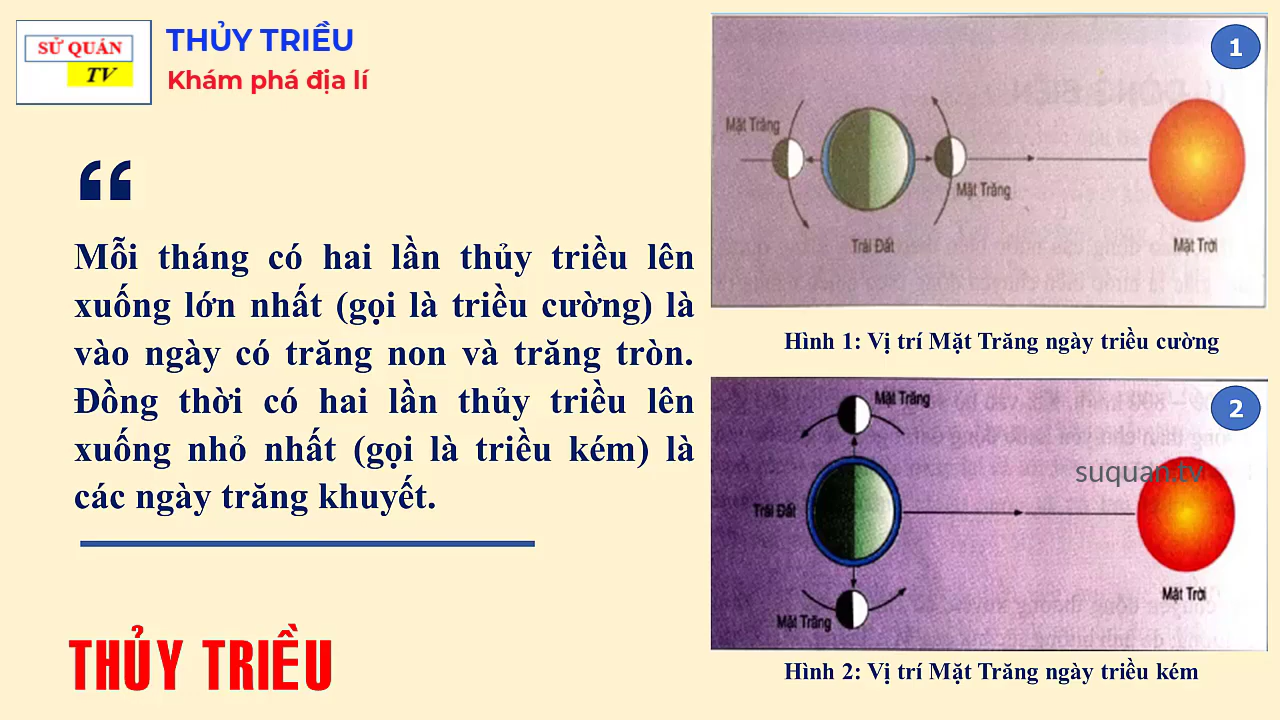 SỬ QUÁN
TV
THỦY TRIỀU
Khám phá địa lí
“
Mỗi tháng có hai lần thủy triều lên
xuống lớn nhất (gọi là triều cường) là
vào ngày có trăng non và trăng tròn.
Đồng thời có hai lần thủy triều lên
xuống nhỏ nhất (gọi là triều kém) là
các ngày trăng khuyết.
THỦY TRIỀU
1
Mặt Trăng
Mặt Trăng
Trái Đất
Mặt Trời
Hình 1: Vị trí Mặt Trăng ngày triều cường
2
Mặt Trăng
suquan.tv
Trái Đất
Mặt Trời
Mặt Trăng
Hình 2: Vị trí Mặt Trăng ngày triều kém